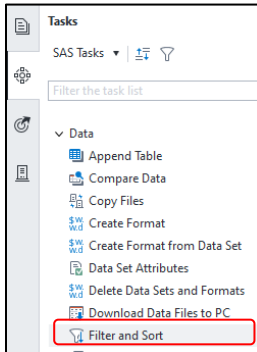 Tasks
SAS Tasks
Filter the task list
Data
Append Table
Compare Data
Copy Files
$w. w.d Create Format
$w. w.d Create Format from Data Set
Data Set Attributes
$w. w.d Delete Data Sets and Formats
Download Data Files to PC
Filter and Sort